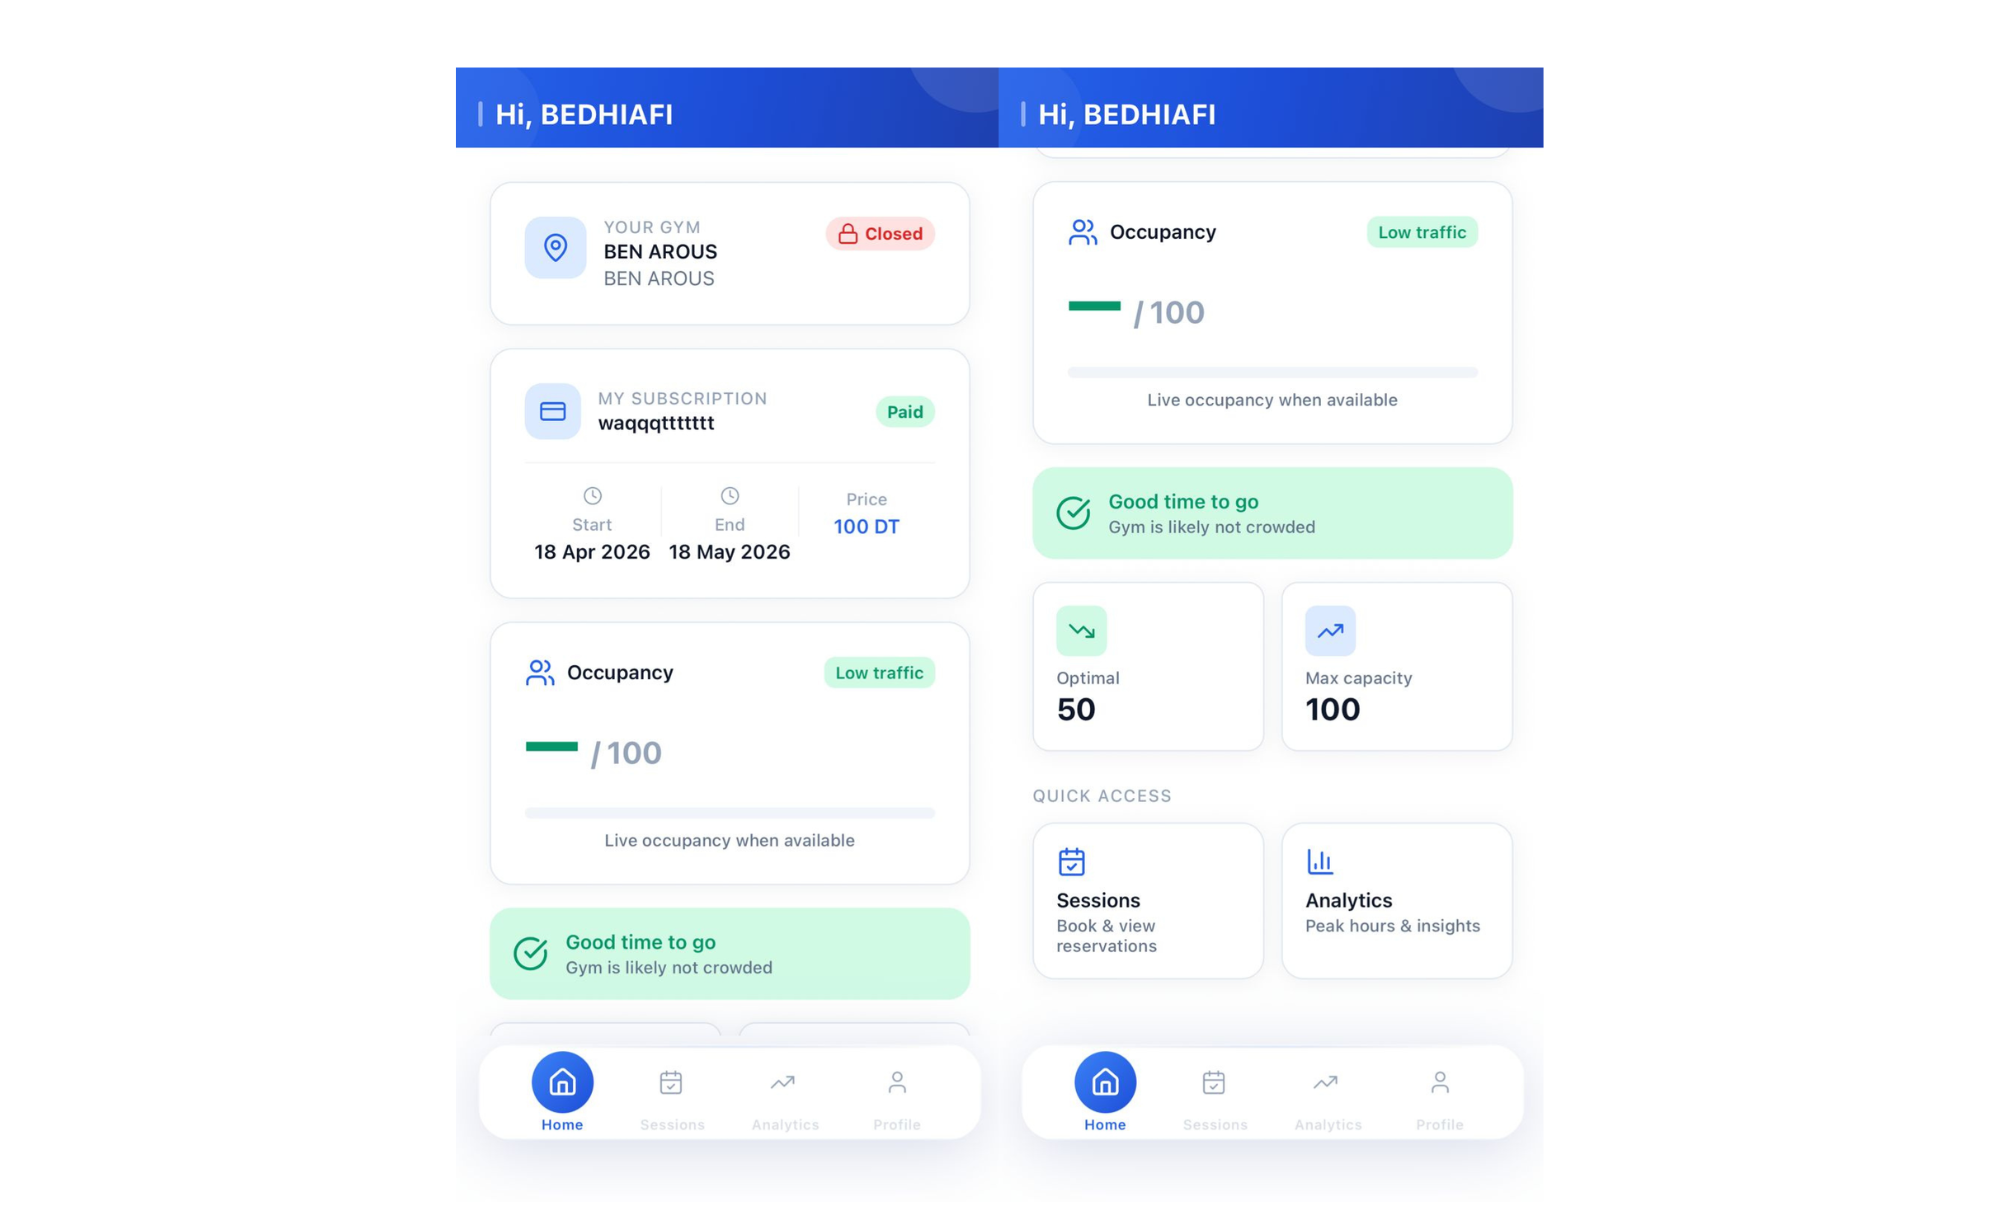 Hi, BEDHIAFI
YOUR GYM
BEN AROUS
BEN AROUS
Closed
MY SUBSCRIPTION
waqqqttttttt
Paid
Start
18 Apr 2026
End
18 May 2026
Price
100 DT
Occupancy
Low traffic
— / 100
Live occupancy when available
Good time to go
Gym is likely not crowded
Home
Sessions
Analytics
Profile
Hi, BEDHIAFI
Occupancy
Low traffic
— / 100
Live occupancy when available
Good time to go
Gym is likely not crowded
Optimal
50
Max capacity
100
QUICK ACCESS
Sessions
Book & view
reservations
Analytics
Peak hours & insights
Home
Sessions
Analytics
Profile